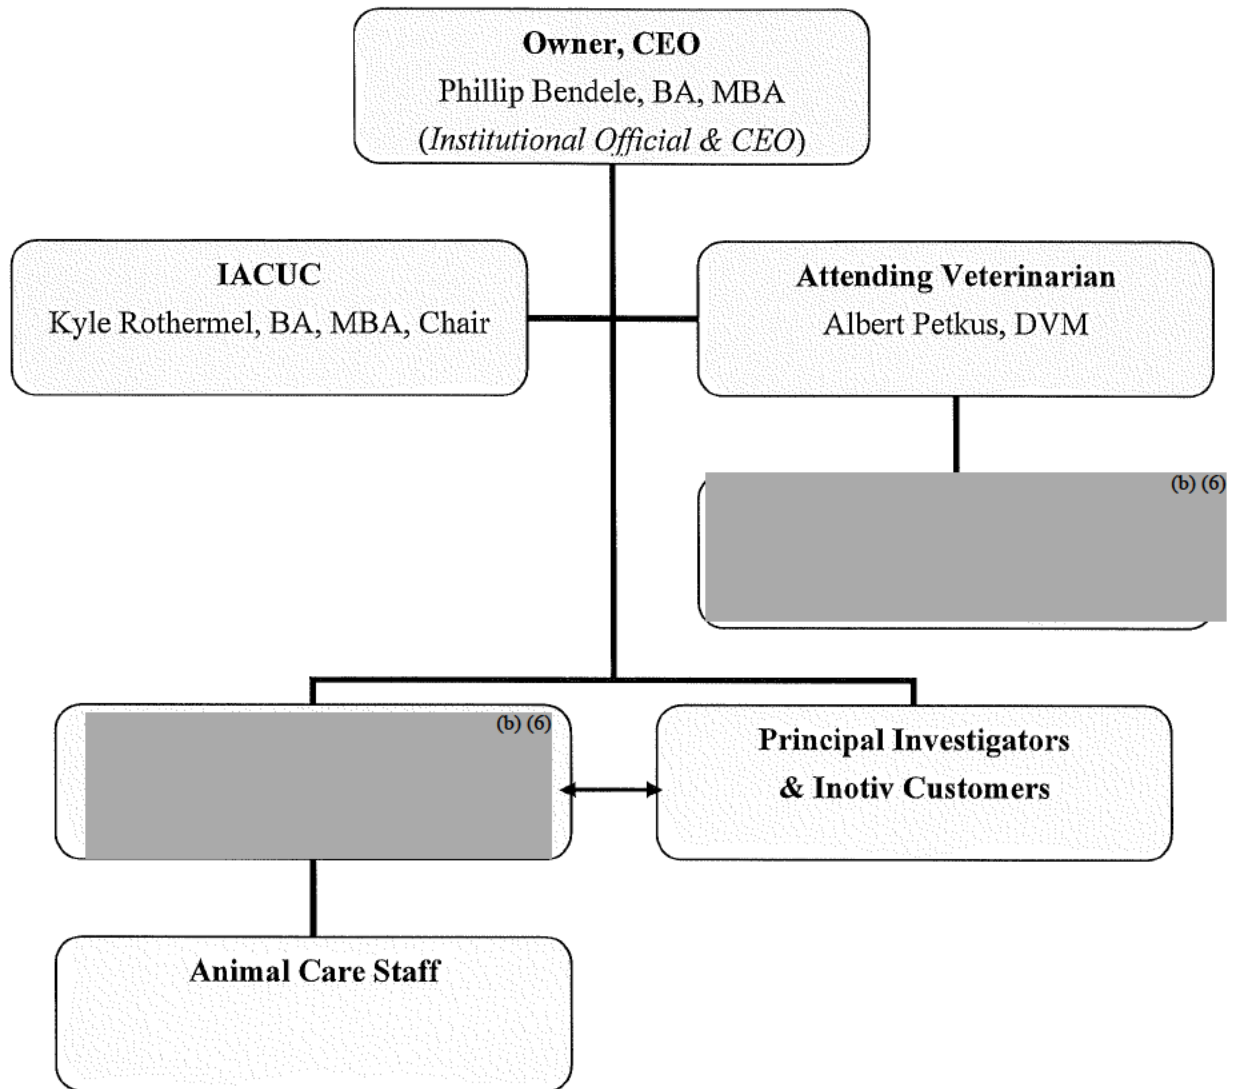 Owner, CEO
Phillip Bendele, BA, MBA
(Institutional Official & CEO)
IACUC
Kyle Rothermel, BA, MBA, Chair
Attending Veterinarian
Albert Petkus, DVM
(b) (6)
(b) (6)
Principal Investigators
& Inotiv Customers
Animal Care Staff